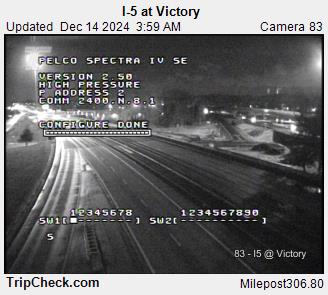 I-5 at Victory
Updated Dec 14 2024 3:59 AM Camera 83
PELCO SPECTRA IV SE
VERSION 2.50
HIGH PRESSURE
P ADDRESS 2
COMM 2400.N.8.1
CONFIGURE DONE
12345678 1234567890
SW1[ ] SW2[ ]
S
83 - I5 @ Victory
TripCheck.com Milepost306.80